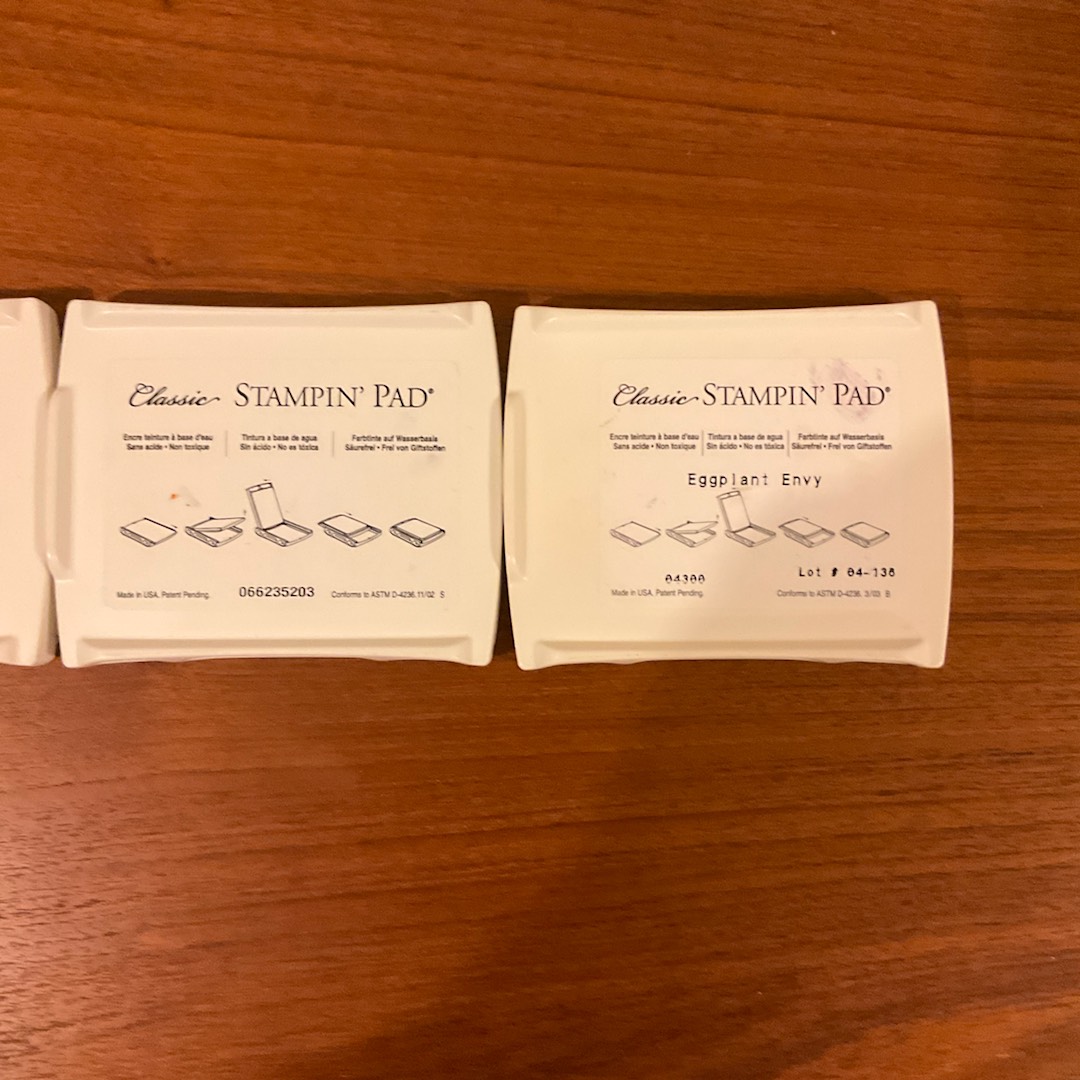 Classic STAMPIN' PAD®
Encre teinture à base d'eau
Sans acide • Non toxique
Tintura a base de agua
Sin ácido • No es tóxica
Farbtinte auf Wasserbasis
Säurefrei • Frei von Giftstoffen
Made in USA, Patent Pending.
066235203
Conforms to ASTM D-4236. 11/02 S
Classic STAMPIN' PAD®
Encre teinture à base d'eau
Sans acide • Non toxique
Tintura a base de agua
Sin ácido • No es tóxica
Farbtinte auf Wasserbasis
Säurefrei • Frei von Giftstoffen
Eggplant Envy
04300
Lot # 04-138
Made in USA, Patent Pending.
Conforms to ASTM D-4236. 3/03 B